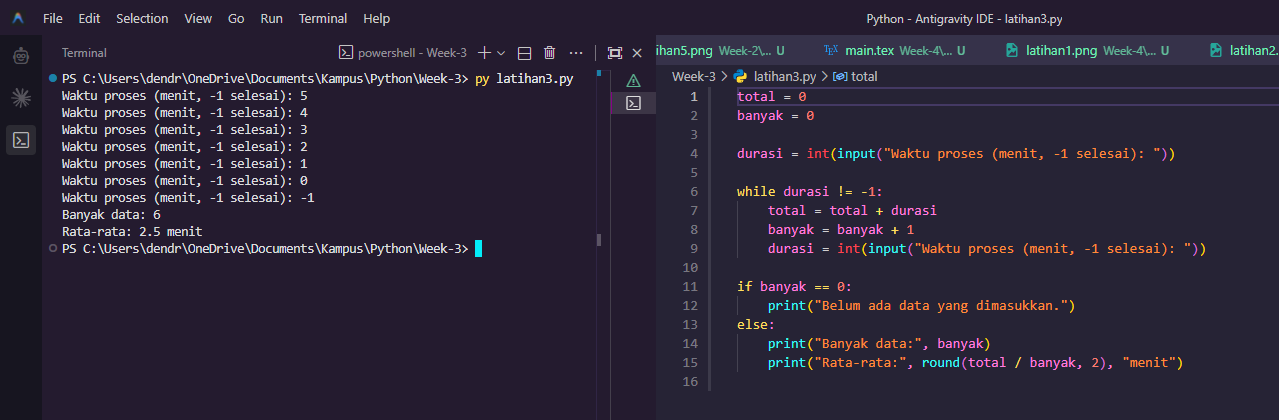 File Edit Selection View Go Run Terminal Help
Python - Antigravity IDE - latihan3.py
Terminal
powershell - Week-3
PS C:\Users\dendr\OneDrive\Documents\Kampus\Python\Week-3> py latihan3.py
Waktu proses (menit, -1 selesai): 5
Waktu proses (menit, -1 selesai): 4
Waktu proses (menit, -1 selesai): 3
Waktu proses (menit, -1 selesai): 2
Waktu proses (menit, -1 selesai): 1
Waktu proses (menit, -1 selesai): 0
Waktu proses (menit, -1 selesai): -1
Banyak data: 6
Rata-rata: 2.5 menit
PS C:\Users\dendr\OneDrive\Documents\Kampus\Python\Week-3>
ihan5.png Week-2\... U main.tex Week-4\... U latihan1.png Week-4\... U latihan2.
Week-3 > latihan3.py > total
1 total = 0
2 banyak = 0
3
4 durasi = int(input("Waktu proses (menit, -1 selesai): "))
5
6 while durasi != -1:
7     total = total + durasi
8     banyak = banyak + 1
9     durasi = int(input("Waktu proses (menit, -1 selesai): "))
10
11 if banyak == 0:
12     print("Belum ada data yang dimasukkan.")
13 else:
14     print("Banyak data:", banyak)
15     print("Rata-rata:", round(total / banyak, 2), "menit")
16